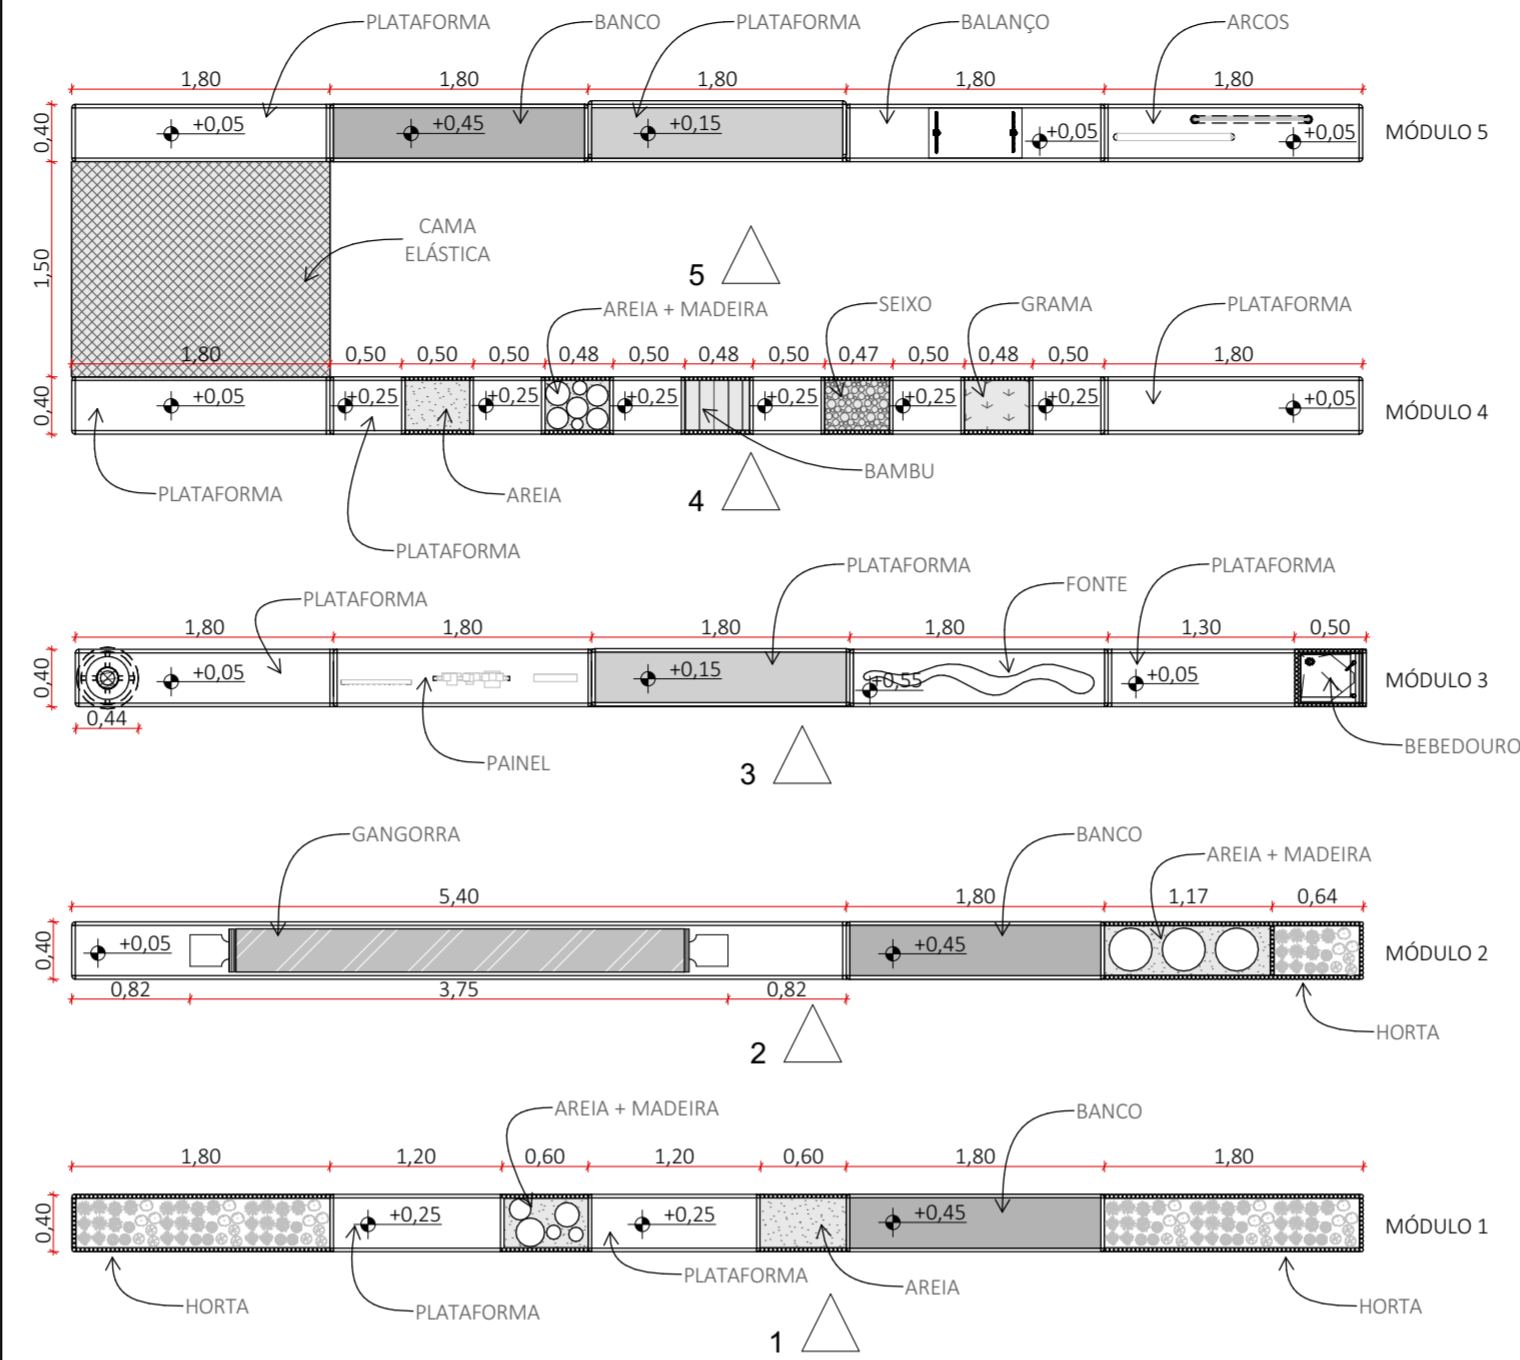 PLATAFORMA BANCO PLATAFORMA BALANÇO ARCOS
1,80 1,80 1,80 1,80 1,80
0,40 +0,05 +0,45 +0,15 +0,05 +0,05 MÓDULO 5
1,50
CAMA
ELÁSTICA
5
AREIA + MADEIRA SEIXO GRAMA PLATAFORMA
1,80 0,50 0,50 0,50 0,48 0,50 0,48 0,50 0,47 0,50 0,48 0,50 1,80
0,40 +0,05 +0,25 +0,25 +0,25 +0,25 +0,25 +0,25 +0,05 MÓDULO 4
BAMBU
PLATAFORMA AREIA 4
PLATAFORMA
PLATAFORMA FONTE PLATAFORMA
PLATAFORMA
1,80 1,80 1,80 1,80 1,30 0,50
0,40 +0,05 +0,15 +0,55 +0,05 MÓDULO 3
0,44
PAINEL 3 BEBEDOURO
GANGORRA BANCO
AREIA + MADEIRA
5,40 1,80 1,17 0,64
0,40 +0,05 +0,45 MÓDULO 2
0,82 3,75 0,82
2 HORTA
AREIA + MADEIRA BANCO
1,80 1,20 0,60 1,20 0,60 1,80 1,80
0,40 +0,25 +0,25 +0,45 MÓDULO 1
PLATAFORMA AREIA
HORTA PLATAFORMA HORTA
1